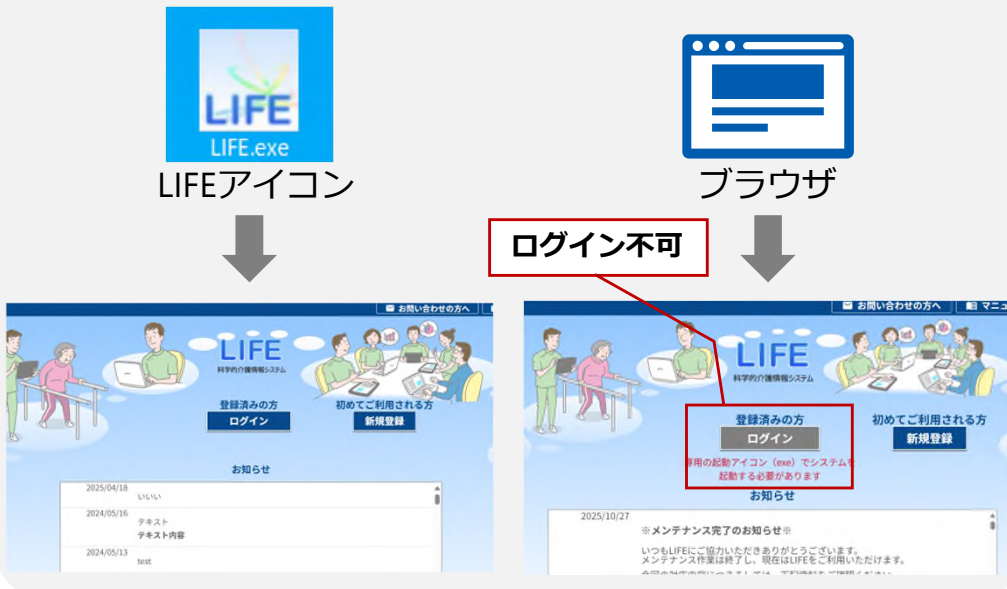 LIFE
LIFE.exe
LIFEアイコン
ブラウザ
ログイン不可
お問い合わせの方へ
LIFE
科学的介護情報システム
登録済みの方
ログイン
初めてご利用される方
新規登録
お知らせ
2025/04/18
いいい
2024/05/16
テキスト
テキスト内容
2024/05/13
test
お問い合わせの方へ
マニュ
LIFE
科学的介護情報システム
登録済みの方
ログイン
専用の起動アイコン（exe）でシステムを
起動する必要があります
初めてご利用される方
新規登録
お知らせ
2025/10/27
※メンテナンス完了のお知らせ※
いつもLIFEにご協力いただきありがとうございます。
メンテナンス作業は終了し、現在はLIFEをご利用いただけます。